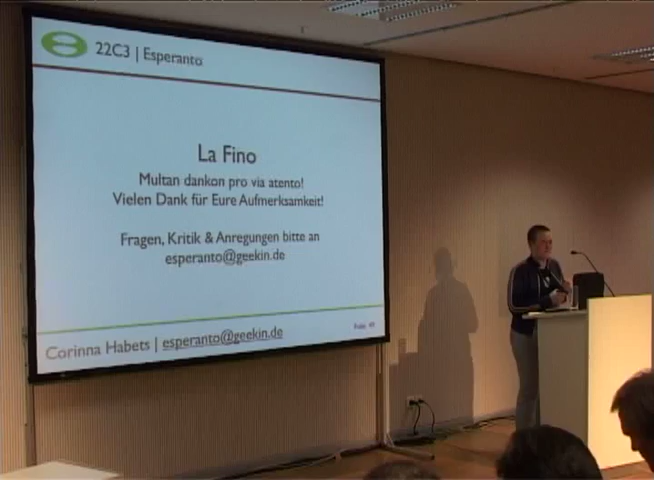 22C3 | Esperanto
La Fino
Multan dankon pro via atento!
Vielen Dank für Eure Aufmerksamkeit!
Fragen, Kritik & Anregungen bitte an
esperanto@geekin.de
Corinna Habets | esperanto@geekin.de